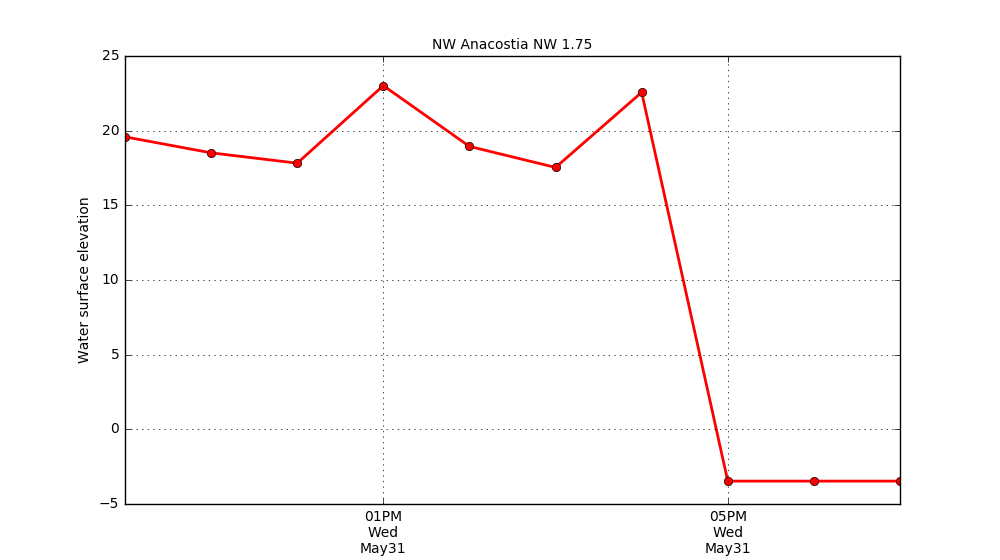 NW Anacostia NW 1.75
25
20
15
10
5
0
−5
Water surface elevation
01PM
Wed
May31
05PM
Wed
May31